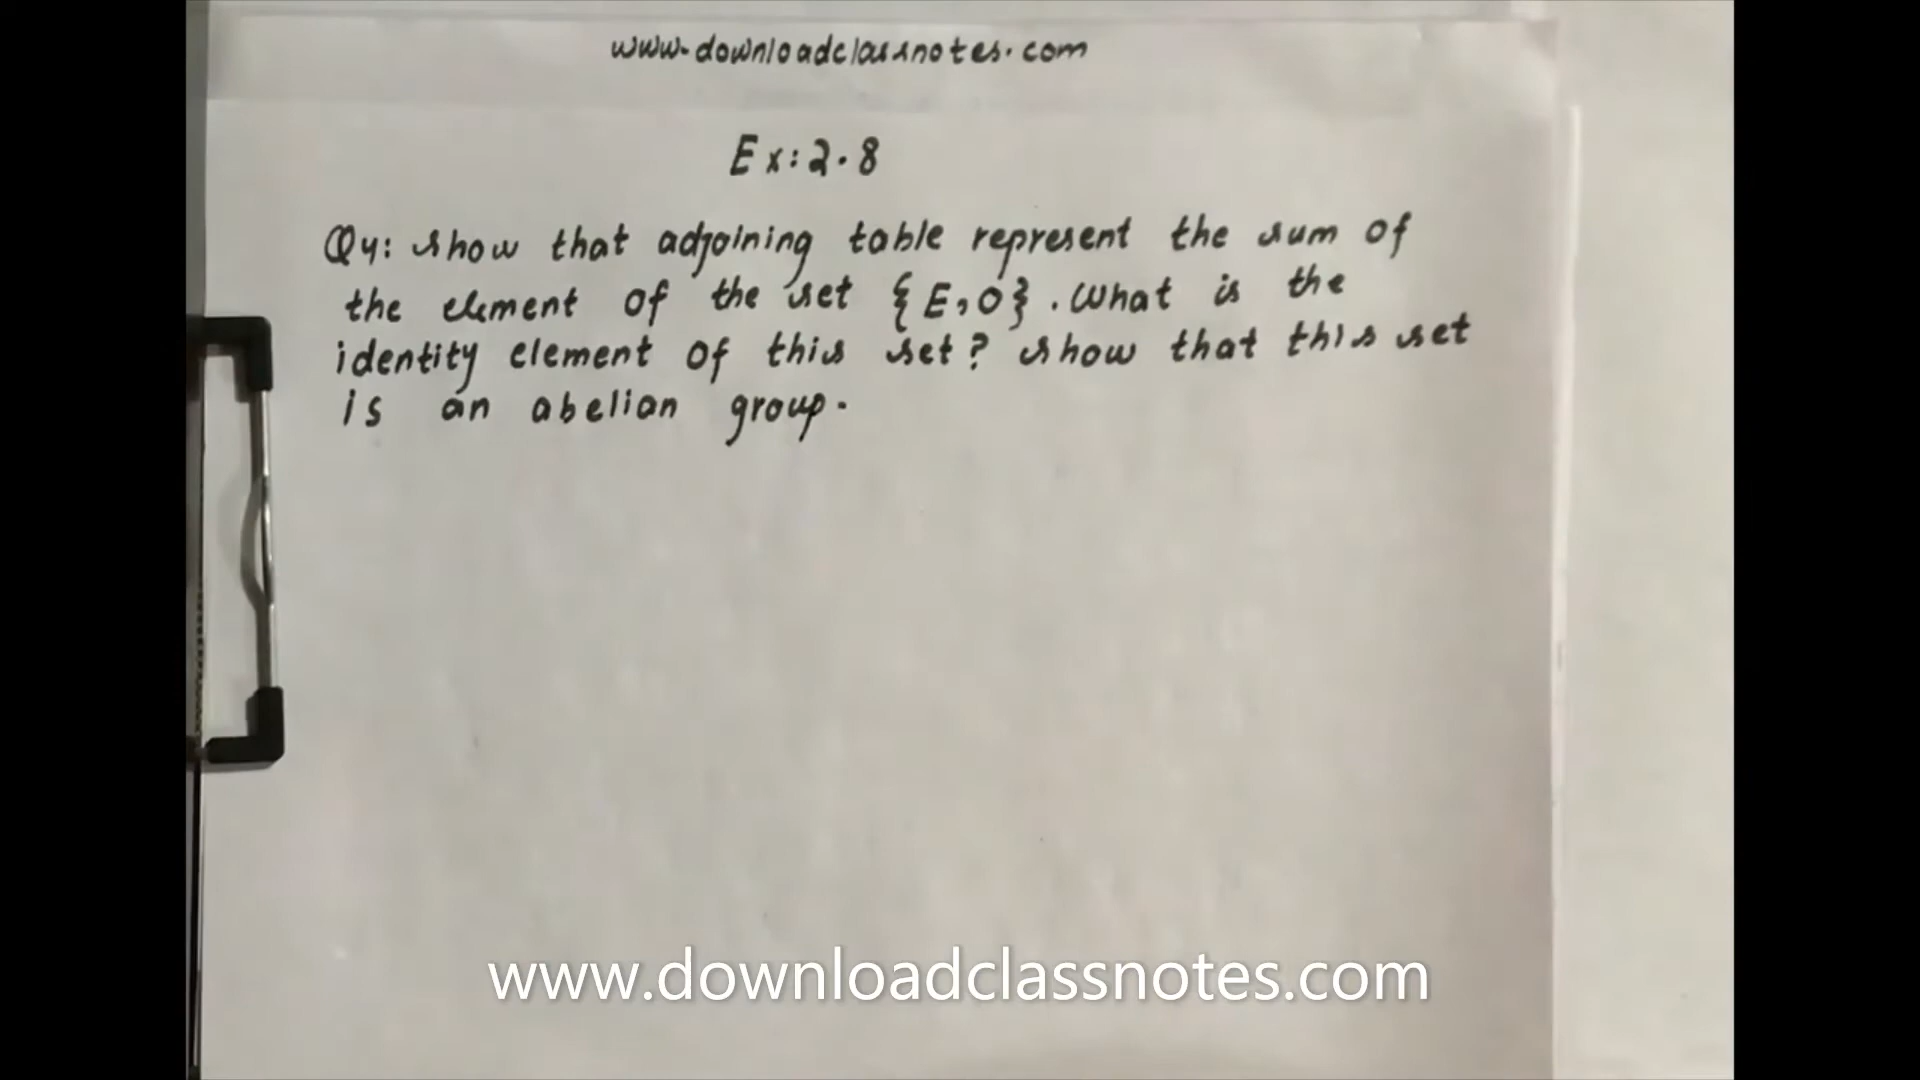 www.downloadclassnotes.com
Ex: 2.8
Q4: show that adjoining table represent the sum of
the element of the set {E,O}. What is the
identity element of this set? show that this set
is an abelian group.
www.downloadclassnotes.com